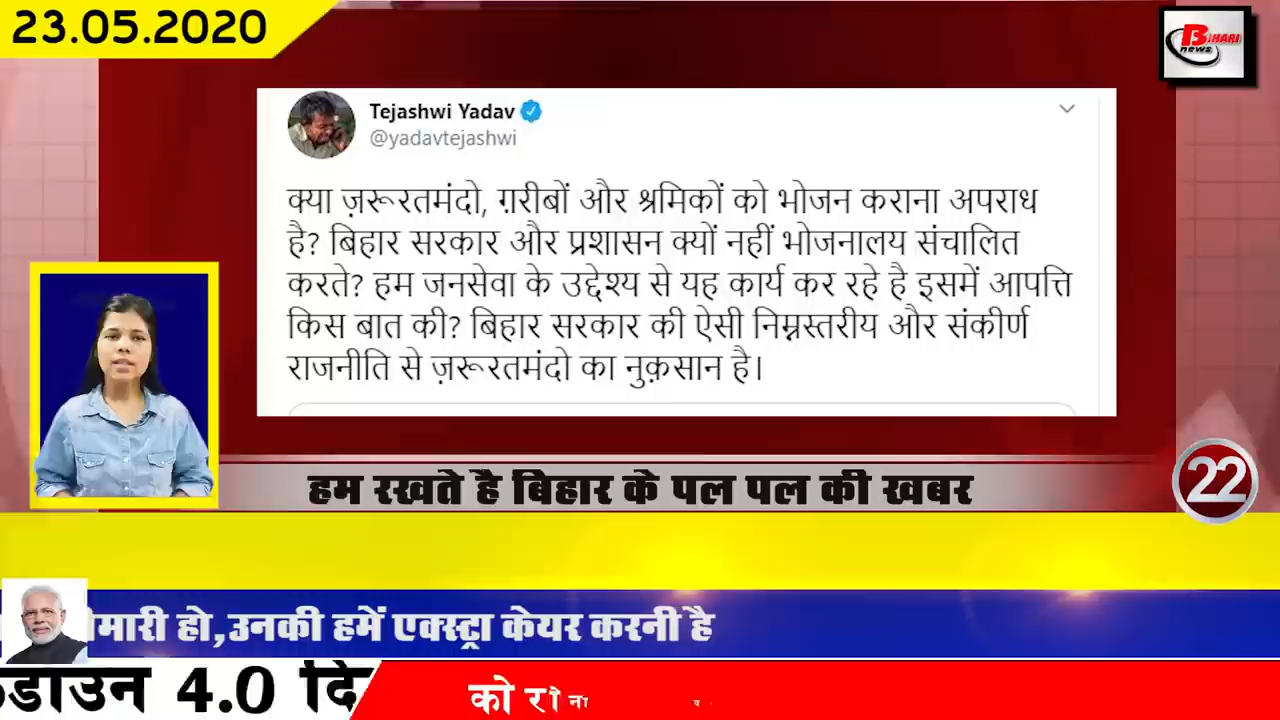 23.05.2020
BIHARI
news
Tejashwi Yadav
@yadavtejashwi
क्या ज़रूरतमंदो, ग़रीबों और श्रमिकों को भोजन कराना अपराध
है? बिहार सरकार और प्रशासन क्यों नहीं भोजनालय संचालित
करते? हम जनसेवा के उद्देश्य से यह कार्य कर रहे है इसमें आपत्ति
किस बात की? बिहार सरकार की ऐसी निम्नस्तरीय और संकीर्ण
राजनीति से ज़रूरतमंदो का नुक़सान है।
हम रखते है बिहार के पल पल की खबर
22
हो,उनकी हमें एक्स्ट्रा केयर करनी है
4.0
कोरोना